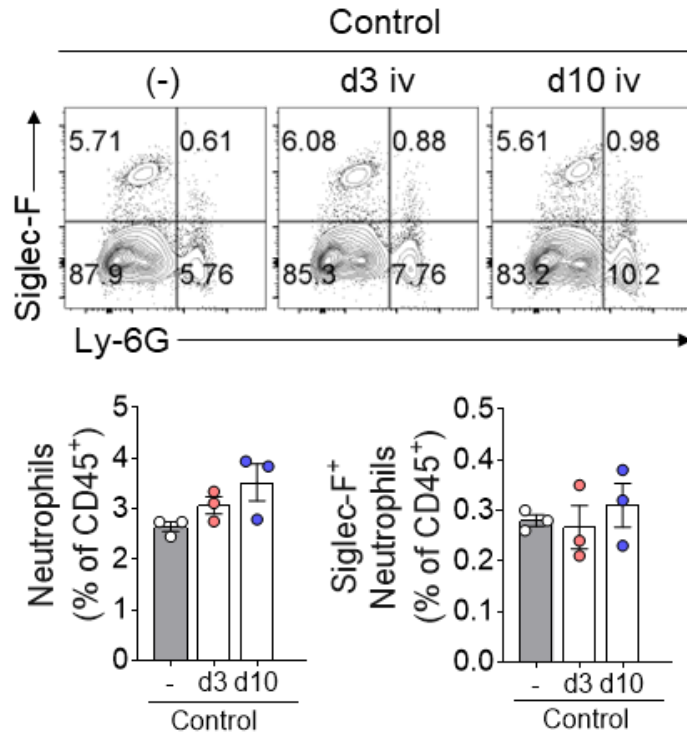 Control
(-) d3 iv d10 iv
5.71 0.61 6.08 0.88 5.61 0.98
87.9 5.76 85.3 7.76 83.2 10.2
Siglec-F
Ly-6G
Neutrophils
(% of CD45⁺)
5
4
3
2
1
0
- d3 d10
Control
Siglec-F⁺
Neutrophils
(% of CD45⁺)
0.5
0.4
0.3
0.2
0.1
0.0
- d3 d10
Control